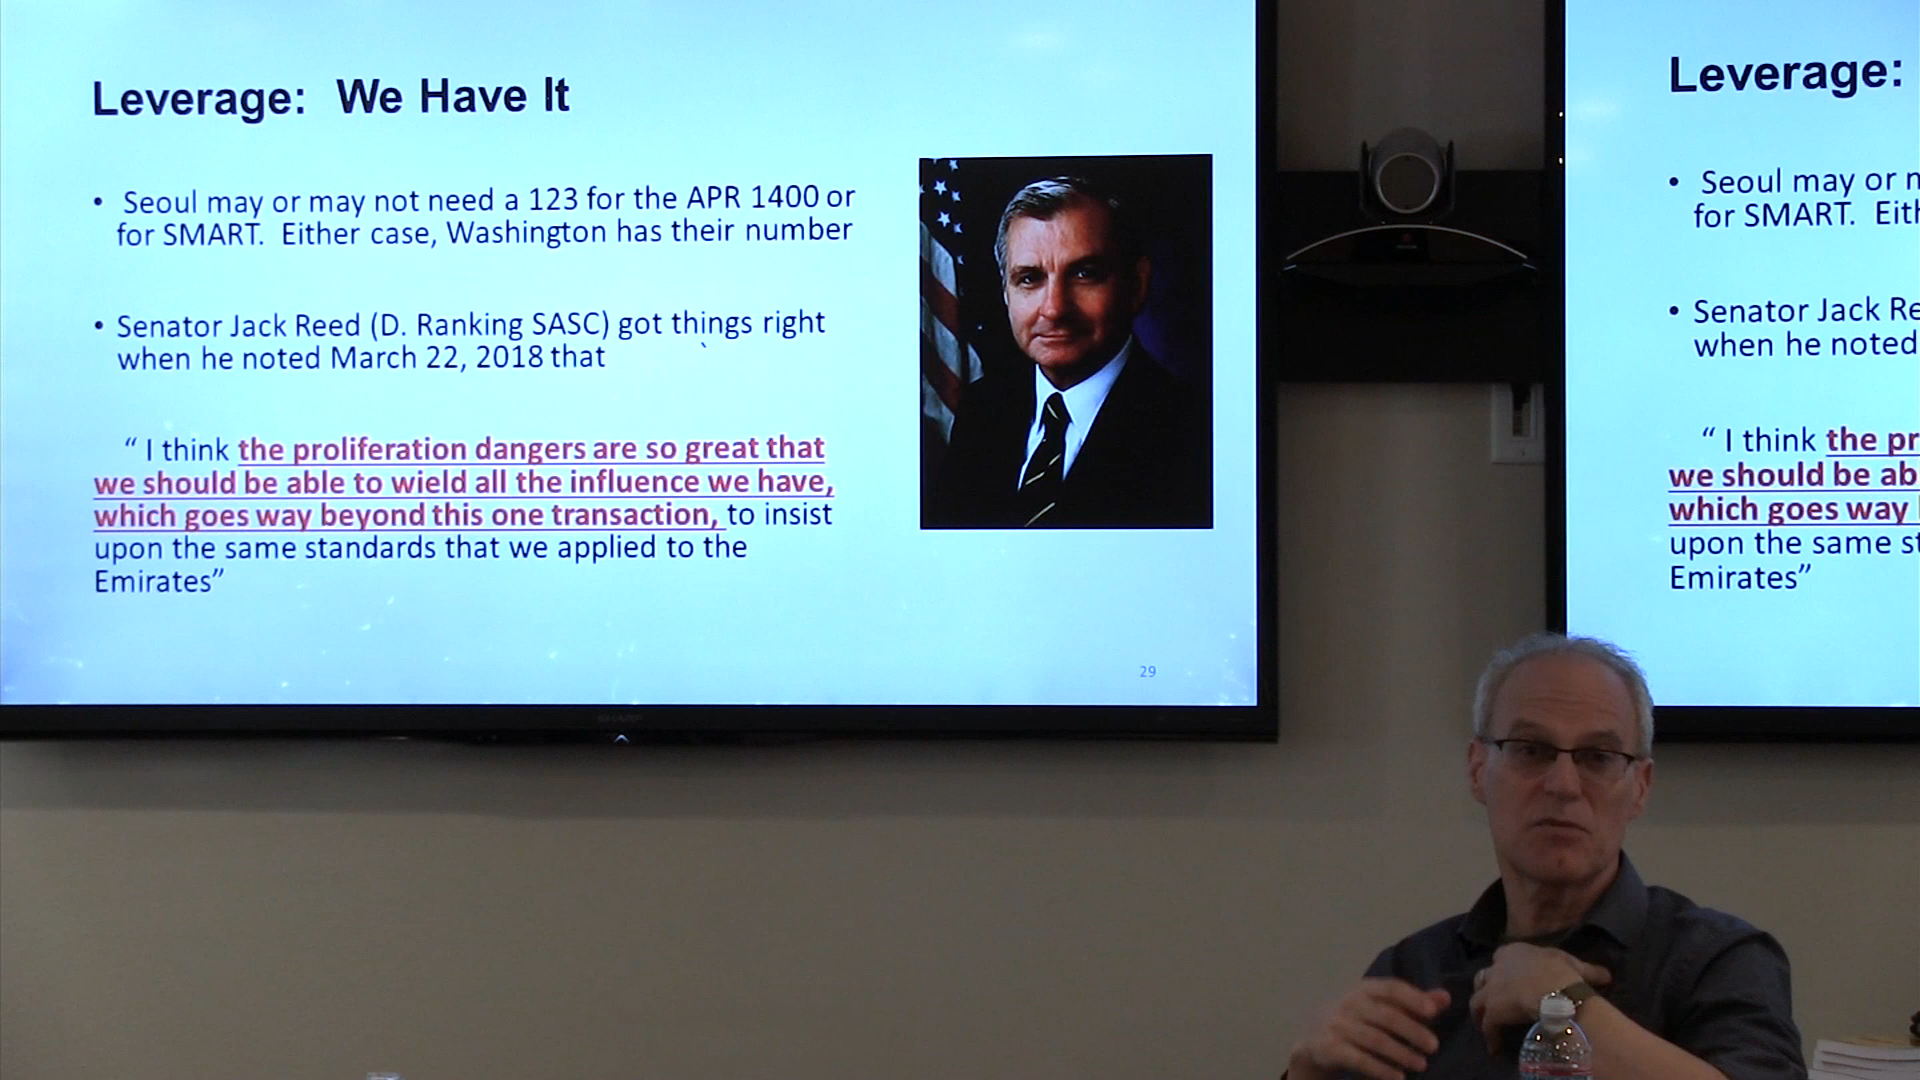 Leverage: We Have It
• Seoul may or may not need a 123 for the APR 1400 or
for SMART. Either case, Washington has their number
• Senator Jack Reed (D. Ranking SASC) got things right
when he noted March 22, 2018 that `
“ I think the proliferation dangers are so great that
we should be able to wield all the influence we have,
which goes way beyond this one transaction, to insist
upon the same standards that we applied to the
Emirates”
29
SHARP
Leverage:
• Seoul may or
for SMART. Eit
• Senator Jack Re
when he noted
“ I think the pr
we should be ab
which goes way
upon the same st
Emirates”